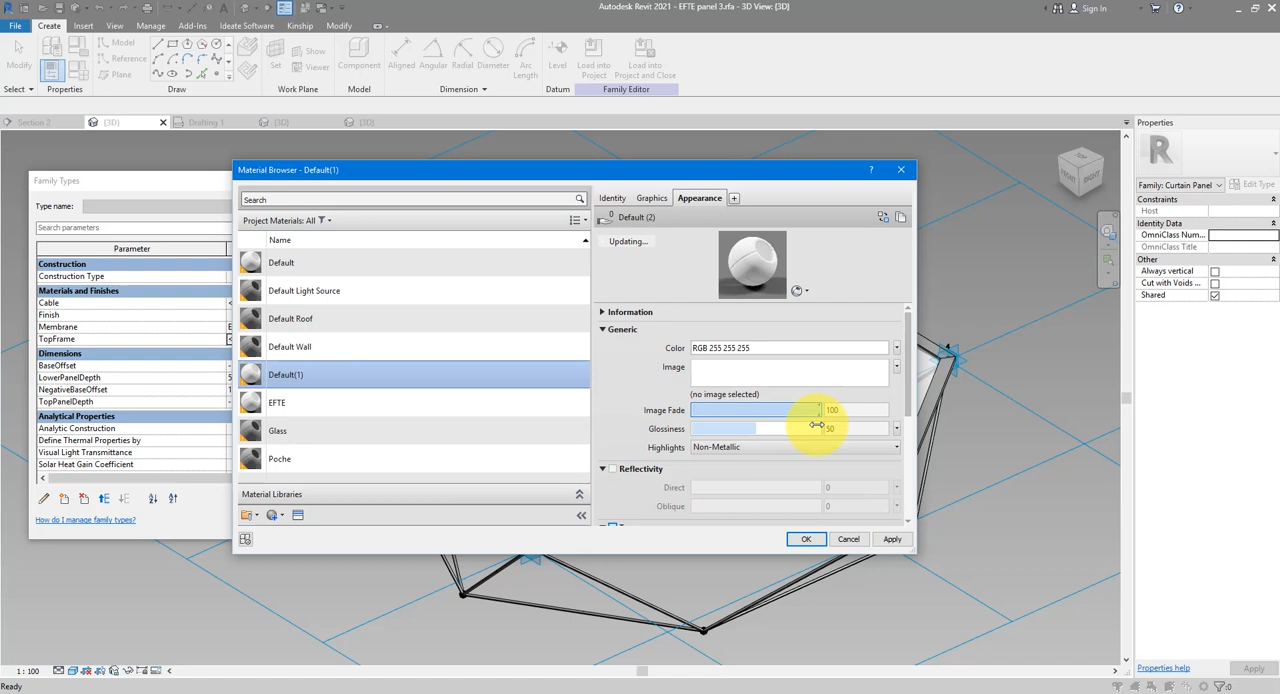 Autodesk Revit 2021 - EFTE panel 3.rfa - 3D View: {3D}
Sign In
File Create Insert View Manage Add-Ins Ideate Software Kinship Modify
Modify
Model
Reference
Plane
Set
Show
Viewer
Component
Aligned Angular Radial Diameter Arc Length
Level
Load into Project
Load into Project and Close
Select Properties Draw Work Plane Model Dimension Datum Family Editor
Section 2
{3D}
Drafting 1
{3D}
{3D}
Properties
Family: Curtain Panel
Edit Type
Constraints
Host
Identity Data
OmniClass Num...
OmniClass Title
Other
Always vertical
Cut with Voids ...
Shared
Properties help
Apply
TOP
FRONT
RIGHT
4
Family Types
Type name:
Search parameters
Parameter
Construction
Construction Type
Materials and Finishes
Cable
Finish
Membrane
TopFrame
Dimensions
BaseOffset
LowerPanelDepth
NegativeBaseOffset
TopPanelDepth
Analytical Properties
Analytic Construction
Define Thermal Properties by
Visual Light Transmittance
Solar Heat Gain Coefficient
How do I manage family types?
Material Browser - Default(1)
?
Search
Project Materials: All
Name
Default
Default Light Source
Default Roof
Default Wall
Default(1)
EFTE
Glass
Poche
Material Libraries
Identity Graphics Appearance
0
Default (2)
Updating...
Information
Generic
Color RGB 255 255 255
Image
(no image selected)
Image Fade 100
Glossiness 50
Highlights Non-Metallic
Reflectivity
Direct 0
Oblique 0
OK Cancel Apply
1 : 100
Ready
:0